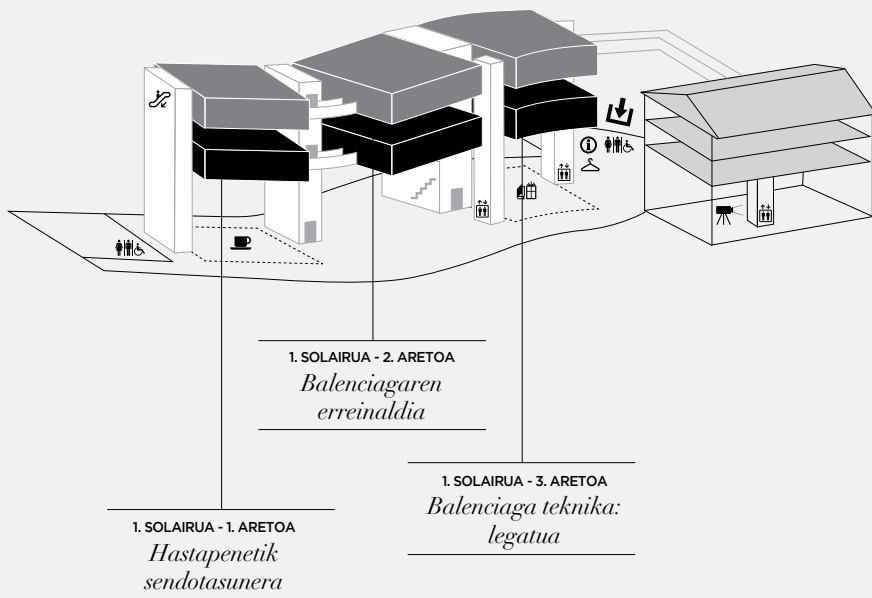 1. SOLAIRUA - 2. ARETOA
Balenciagaren
erreinaldia
1. SOLAIRUA - 3. ARETOA
Balenciaga teknika:
legatua
1. SOLAIRUA - 1. ARETOA
Hastapenetik
sendotasunera